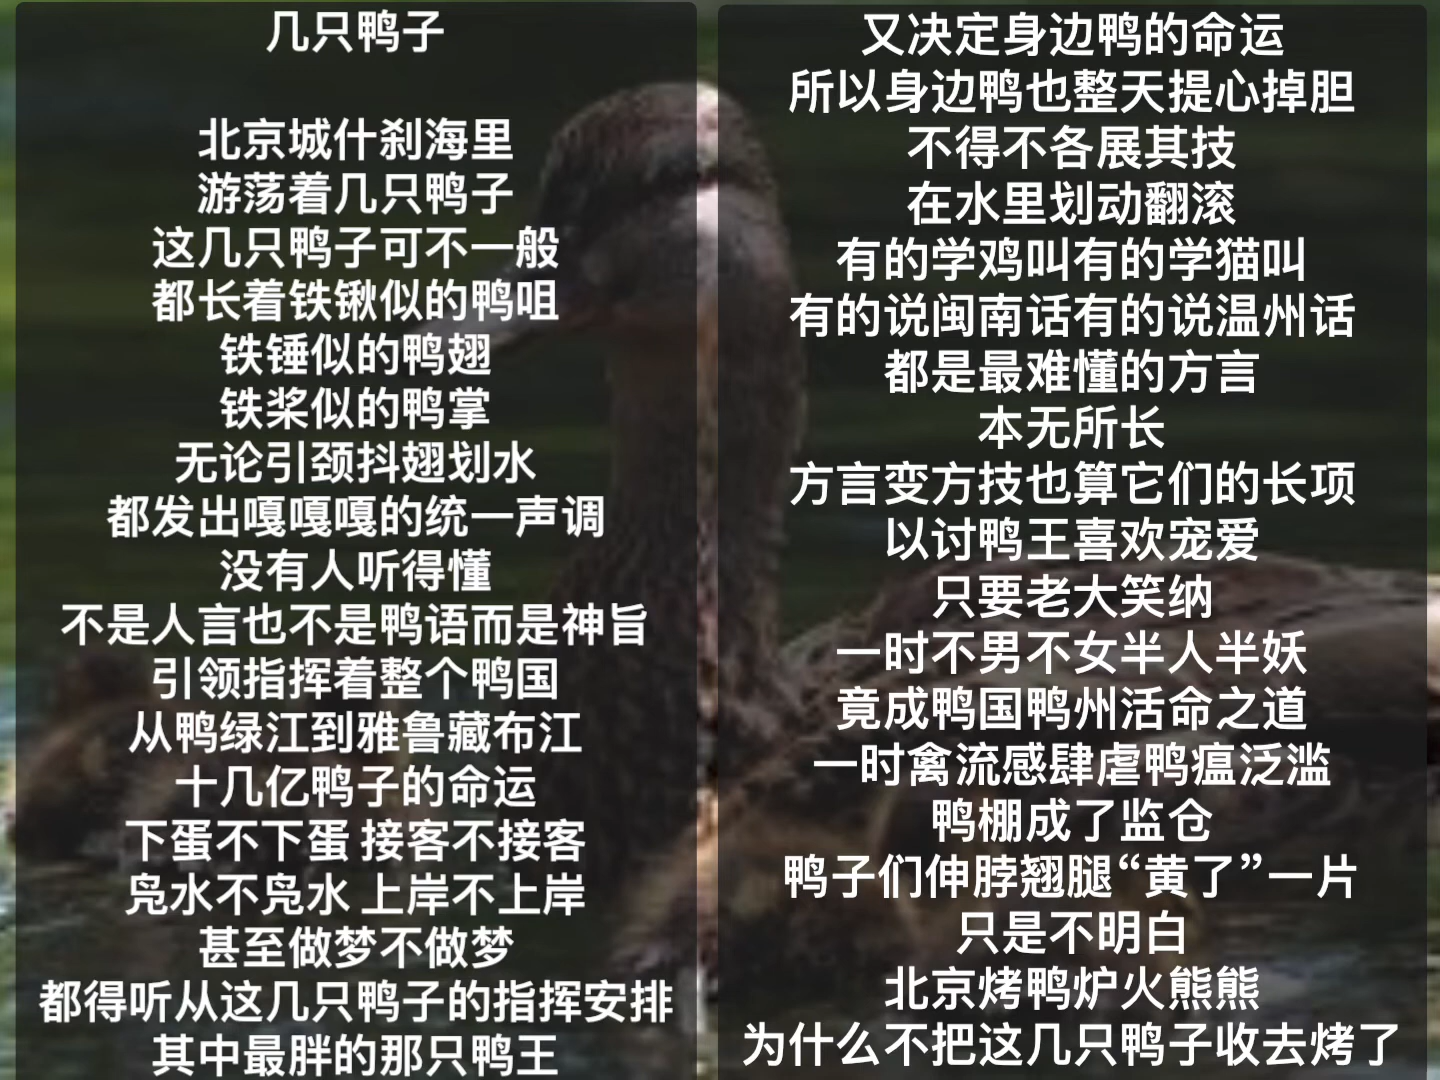 几只鸭子
北京城什刹海里
游荡着几只鸭子
这几只鸭子可不一般
都长着铁锹似的鸭咀
铁锤似的鸭翅
铁桨似的鸭掌
无论引颈抖翅划水
都发出嘎嘎嘎的统一声调
没有人听得懂
不是人言也不是鸭语而是神旨
引领指挥着整个鸭国
从鸭绿江到雅鲁藏布江
十几亿鸭子的命运
下蛋不下蛋 接客不接客
凫水不凫水 上岸不上岸
甚至做梦不做梦
都得听从这几只鸭子的指挥安排
其中最胖的那只鸭王
又决定身边鸭的命运
所以身边鸭也整天提心掉胆
不得不各展其技
在水里划动翻滚
有的学鸡叫有的学猫叫
有的说闽南话有的说温州话
都是最难懂的方言
本无所长
方言变方技也算它们的长项
以讨鸭王喜欢宠爱
只要老大笑纳
一时不男不女半人半妖
竟成鸭国鸭州活命之道
一时禽流感肆虐鸭瘟泛滥
鸭棚成了监仓
鸭子们伸脖翘腿“黄了”一片
只是不明白
北京烤鸭炉火熊熊
为什么不把这几只鸭子收去烤了